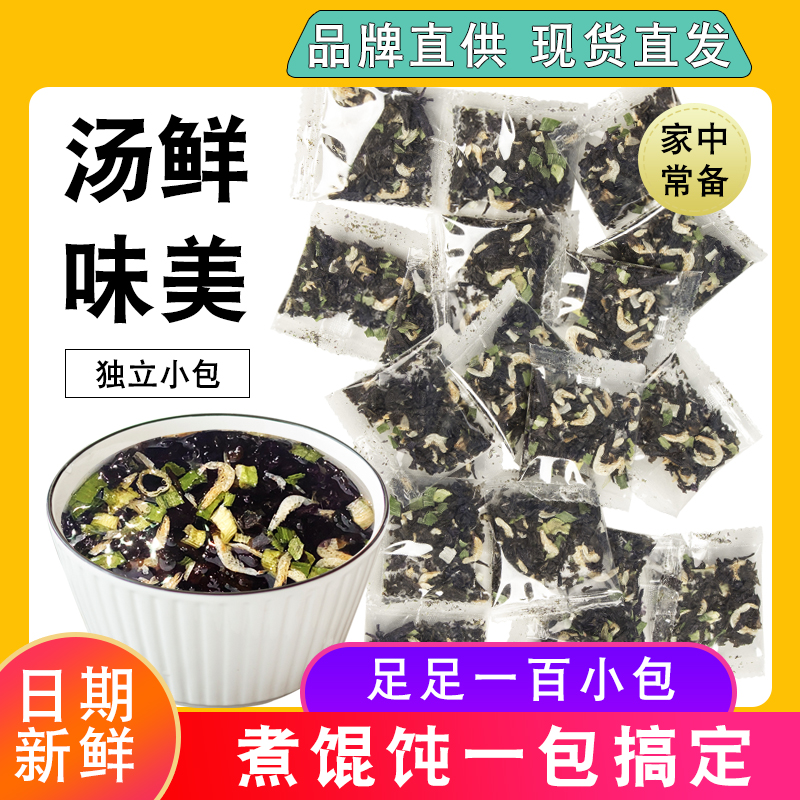 品牌直供 现货直发
汤鲜
味美
家中
常备
独立小包
足足一百小包
日期
新鲜
煮馄饨一包搞定